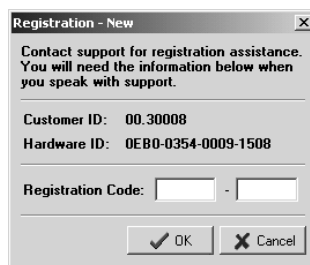 Registration - New
Contact support for registration assistance.
You will need the information below when
you speak with support.
Customer ID: 00.30008
Hardware ID: 0EB0-0354-0009-1508
Registration Code: -
OK Cancel